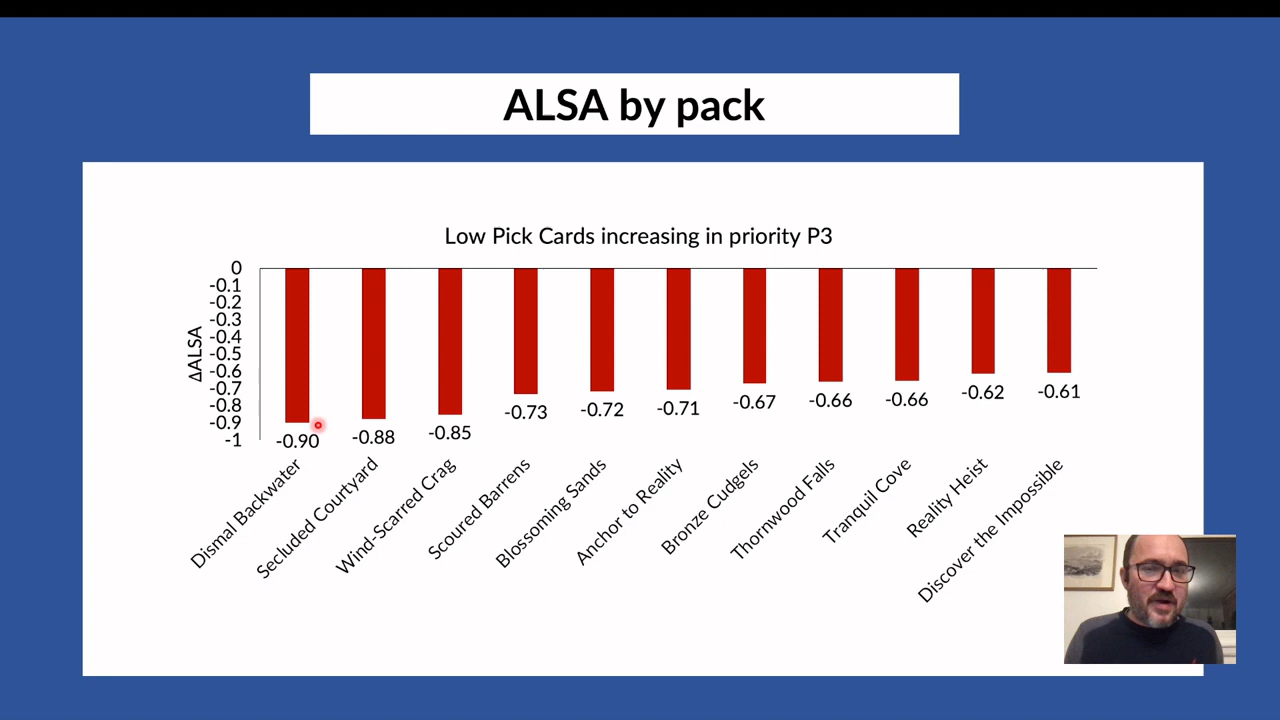 ALSA by pack
Low Pick Cards increasing in priority P3
ΔALSA
0
-0.1
-0.2
-0.3
-0.4
-0.5
-0.6
-0.7
-0.8
-0.9
-1
-0.90
-0.88
-0.85
-0.73
-0.72
-0.71
-0.67
-0.66
-0.66
-0.62
-0.61
Dismal Backwater
Secluded Courtyard
Wind-Scarred Crag
Scoured Barrens
Blossoming Sands
Anchor to Reality
Bronze Cudgels
Thornwood Falls
Tranquil Cove
Reality Heist
Discover the Impossible